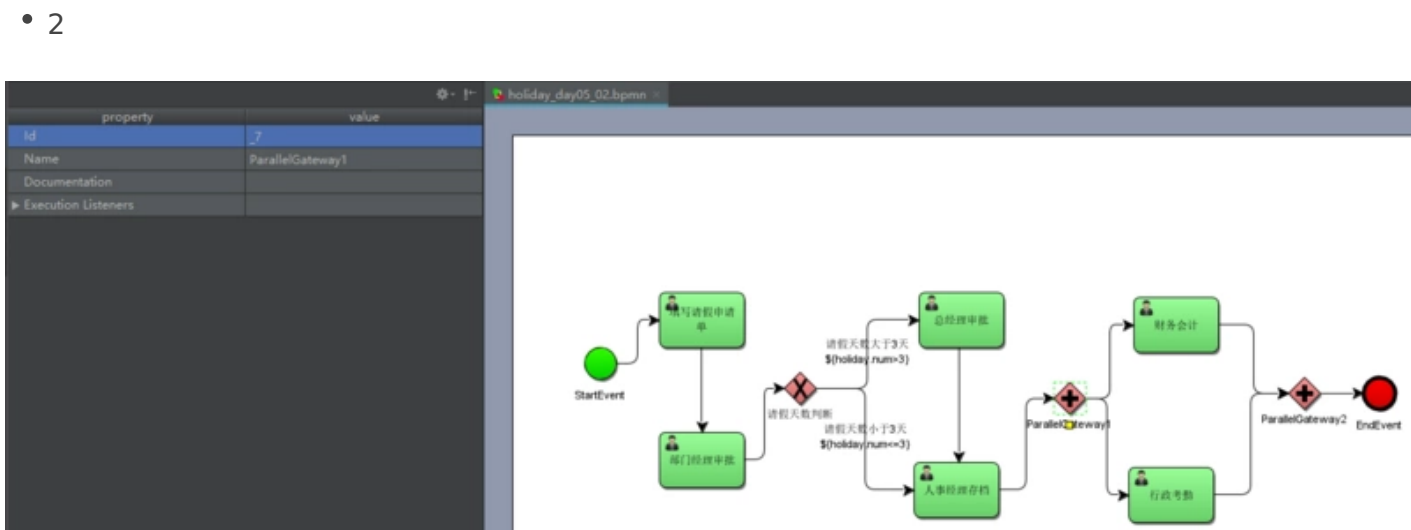 • 2
holiday_day05_02.bpmn
property value
Id _7
Name ParallelGateway1
Documentation
Execution Listeners
填写请假申请
单
总经理审批
财务会计
请假天数大于3天
${holiday.num>3}
StartEvent
请假天数判断
ParallelGateway1
ParallelGateway2
EndEvent
请假天数小于3天
${holiday.num<=3}
部门经理审批
人事经理存档
行政考勤